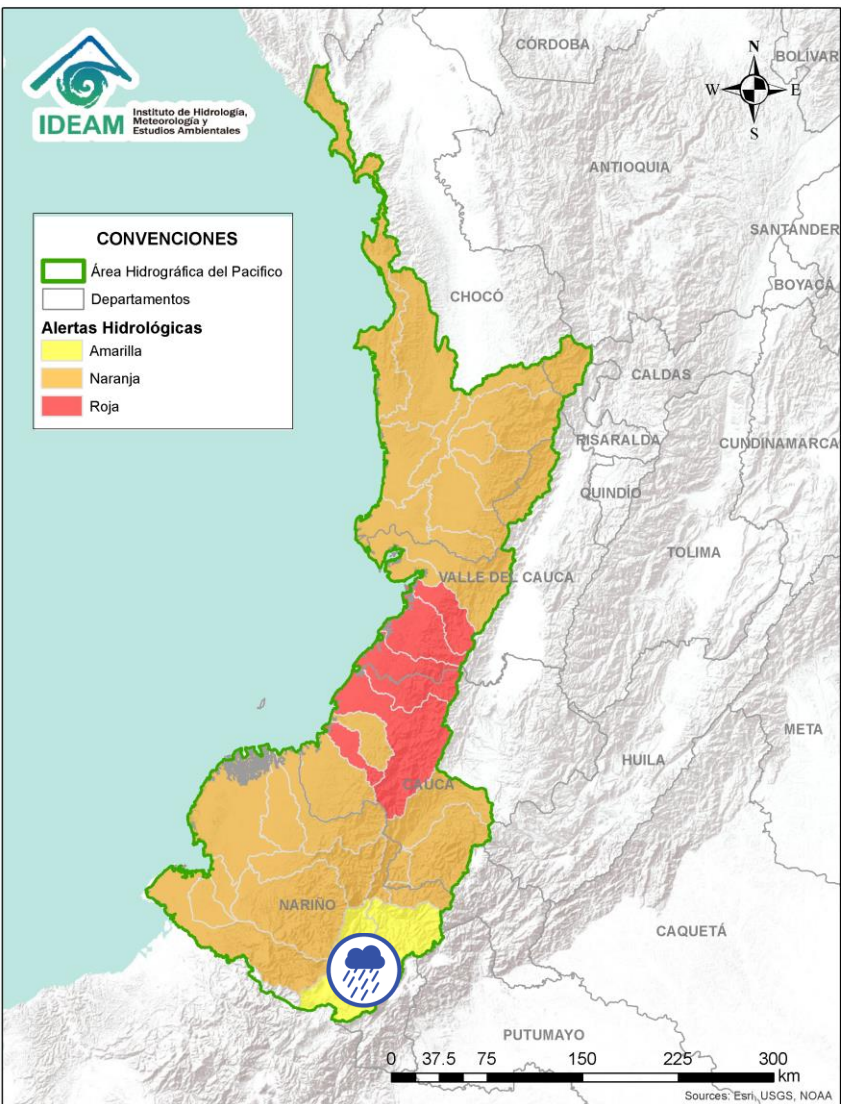 IDEAM
Instituto de Hidrología,
Meteorología y
Estudios Ambientales
CÓRDOBA
BOLÍVAR
N
W
E
S
ANTIOQUIA
SANTANDER
BOYACÁ
CONVENCIONES
Área Hidrográfica del Pacifico
Departamentos
Alertas Hidrológicas
Amarilla
Naranja
Roja
CHOCÓ
CALDAS
RISARALDA
CUNDINAMARCA
QUINDÍO
TOLIMA
VALLE DEL CAUCA
META
HUILA
CAUCA
NARIÑO
CAQUETÁ
PUTUMAYO
0 37.5 75 150 225 300
km
Sources: Esri, USGS, NOAA